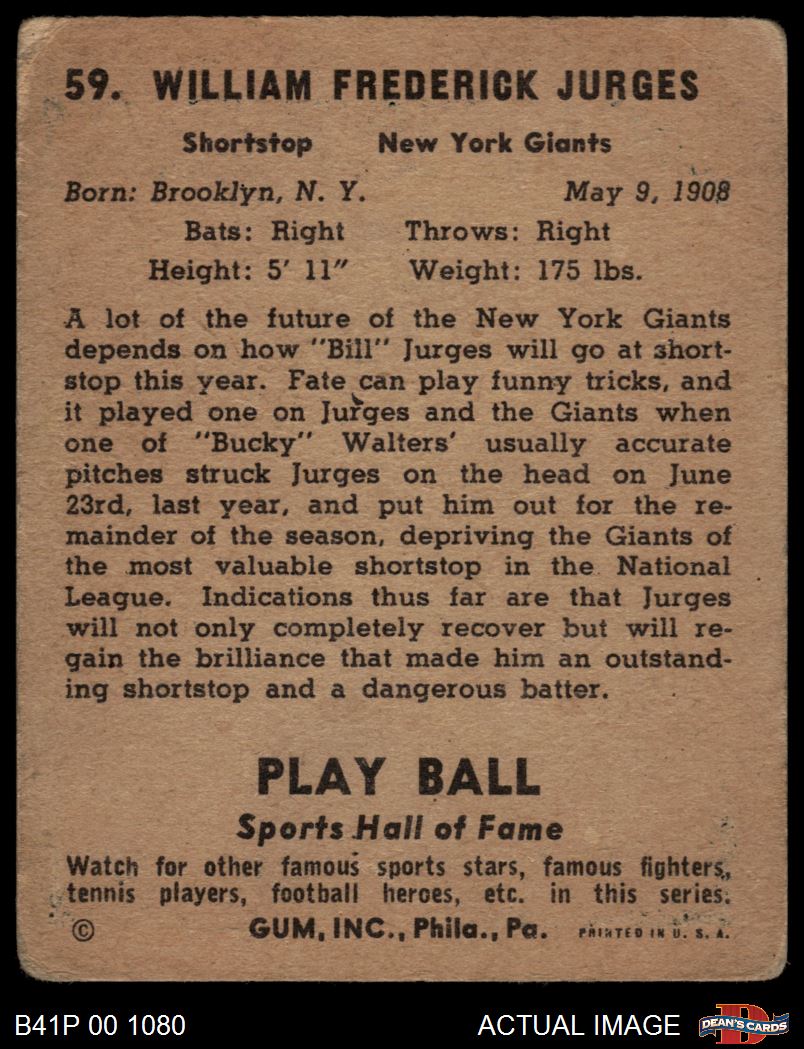 59. WILLIAM FREDERICK JURGES
Shortstop New York Giants
Born: Brooklyn, N. Y. May 9, 1908
Bats: Right Throws: Right
Height: 5' 11" Weight: 175 lbs.
A lot of the future of the New York Giants
depends on how "Bill" Jurges will go at short-
stop this year. Fate can play funny tricks, and
it played one on Jurges and the Giants when
one of "Bucky" Walters' usually accurate
pitches struck Jurges on the head on June
23rd, last year, and put him out for the re-
mainder of the season, depriving the Giants of
the most valuable shortstop in the National
League. Indications thus far are that Jurges
will not only completely recover but will re-
gain the brilliance that made him an outstand-
ing shortstop and a dangerous batter.
PLAY BALL
Sports Hall of Fame
Watch for other famous sports stars, famous fighters,
tennis players, football heroes, etc. in this series.
© GUM, INC., Phila., Pa. PRINTED IN U. S. A.
B41P 00 1080 ACTUAL IMAGE D DEAN'S CARDS